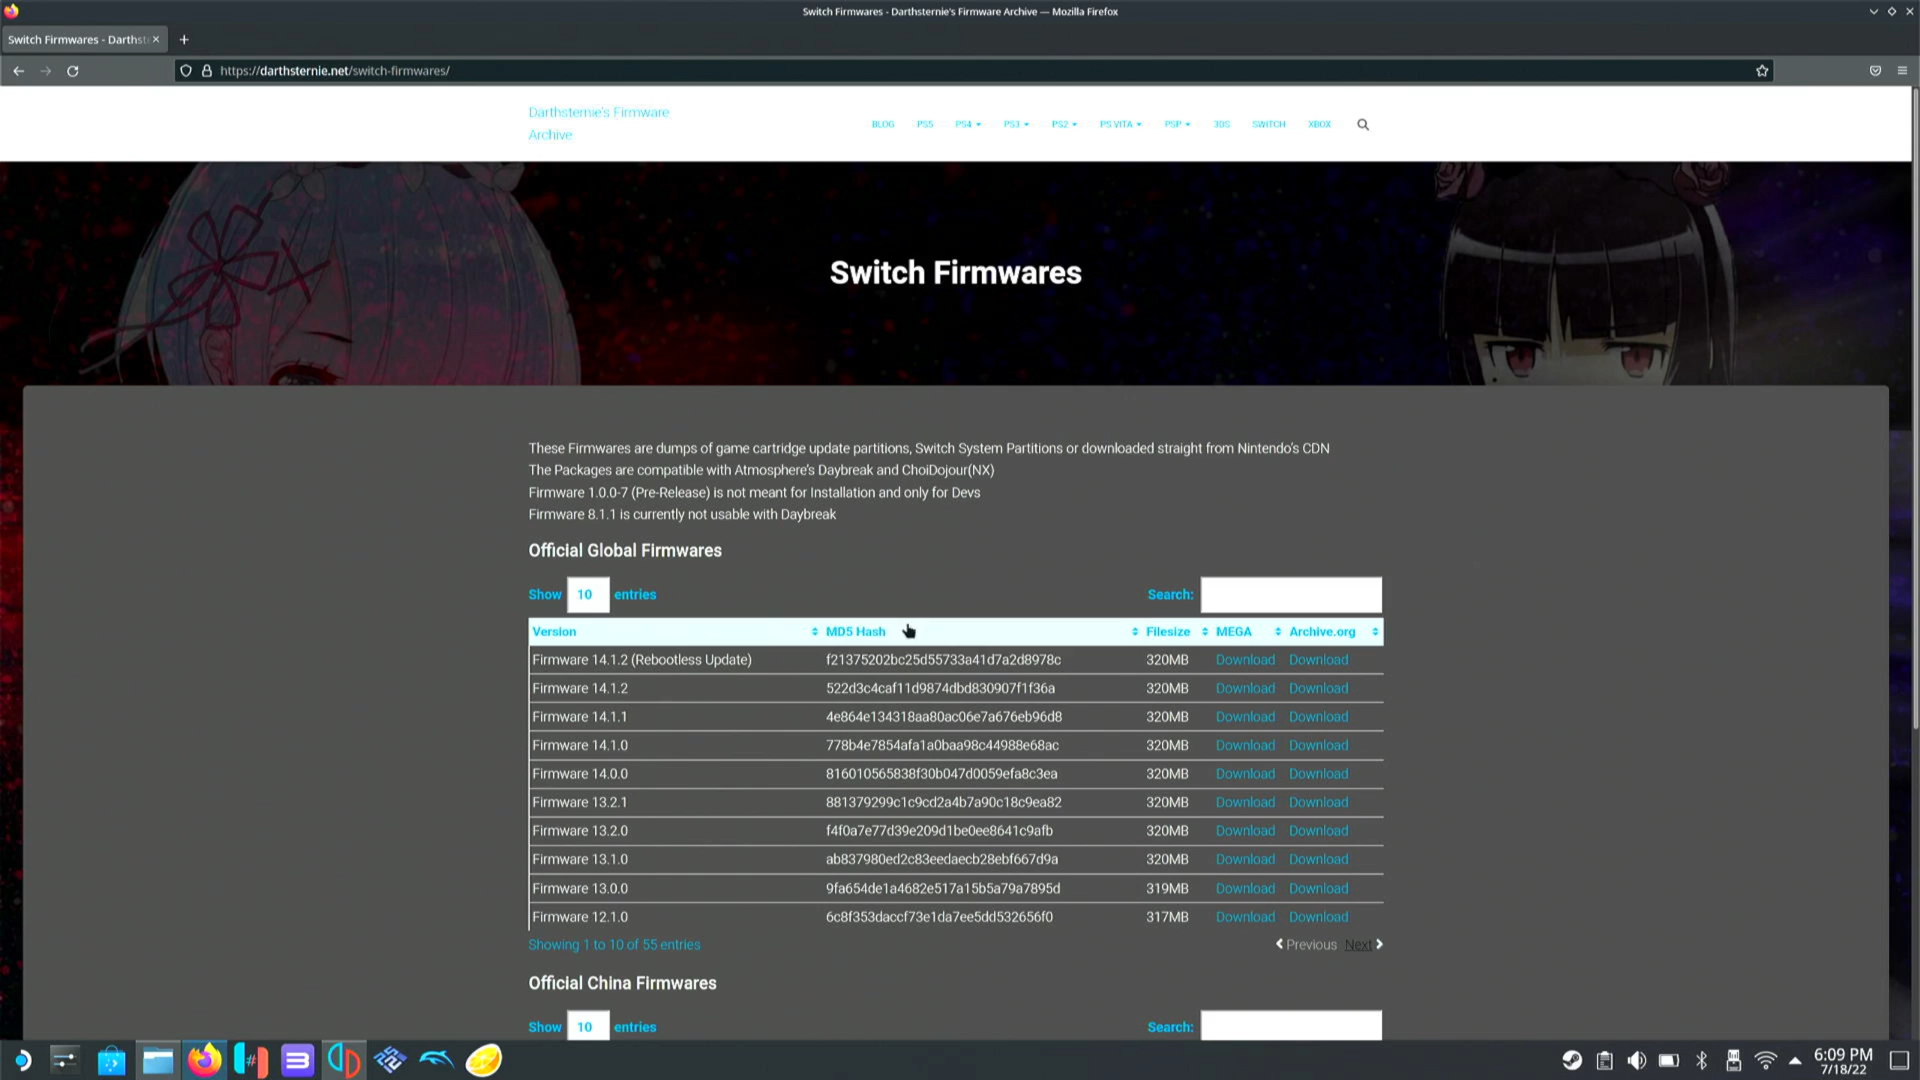 Switch Firmwares - Darthsternie's Firmware Archive — Mozilla Firefox
Switch Firmwares - Darthst
https://darthsternie.net/switch-firmwares/
Darthsternie's Firmware
Archive
BLOG PS5 PS4 PS3 PS2 PS VITA PSP 3DS SWITCH XBOX
Switch Firmwares
These Firmwares are dumps of game cartridge update partitions, Switch System Partitions or downloaded straight from Nintendo's CDN
The Packages are compatible with Atmosphere's Daybreak and ChoiDojour(NX)
Firmware 1.0.0-7 (Pre-Release) is not meant for Installation and only for Devs
Firmware 8.1.1 is currently not usable with Daybreak
Official Global Firmwares
Show 10 entries Search:
Version MD5 Hash Filesize MEGA Archive.org
Firmware 14.1.2 (Rebootless Update) f21375202bc25d55733a41d7a2d8978c 320MB Download Download
Firmware 14.1.2 522d3c4caf11d9874dbd830907f1f36a 320MB Download Download
Firmware 14.1.1 4e864e134318aa80ac06e7a676eb96d8 320MB Download Download
Firmware 14.1.0 778b4e7854afa1a0baa98c44988e68ac 320MB Download Download
Firmware 14.0.0 816010565838f30b047d0059efa8c3ea 320MB Download Download
Firmware 13.2.1 881379299c1c9cd2a4b7a90c18c9ea82 320MB Download Download
Firmware 13.2.0 f4f0a7e77d39e209d1be0ee8641c9afb 320MB Download Download
Firmware 13.1.0 ab837980ed2c83eedaecb28ebf667d9a 320MB Download Download
Firmware 13.0.0 9fa654de1a4682e517a15b5a79a7895d 319MB Download Download
Firmware 12.1.0 6c8f353daccf73e1da7ee5dd532656f0 317MB Download Download
Showing 1 to 10 of 55 entries Previous Next
Official China Firmwares
Show 10 entries Search:
6:09 PM
7/18/22